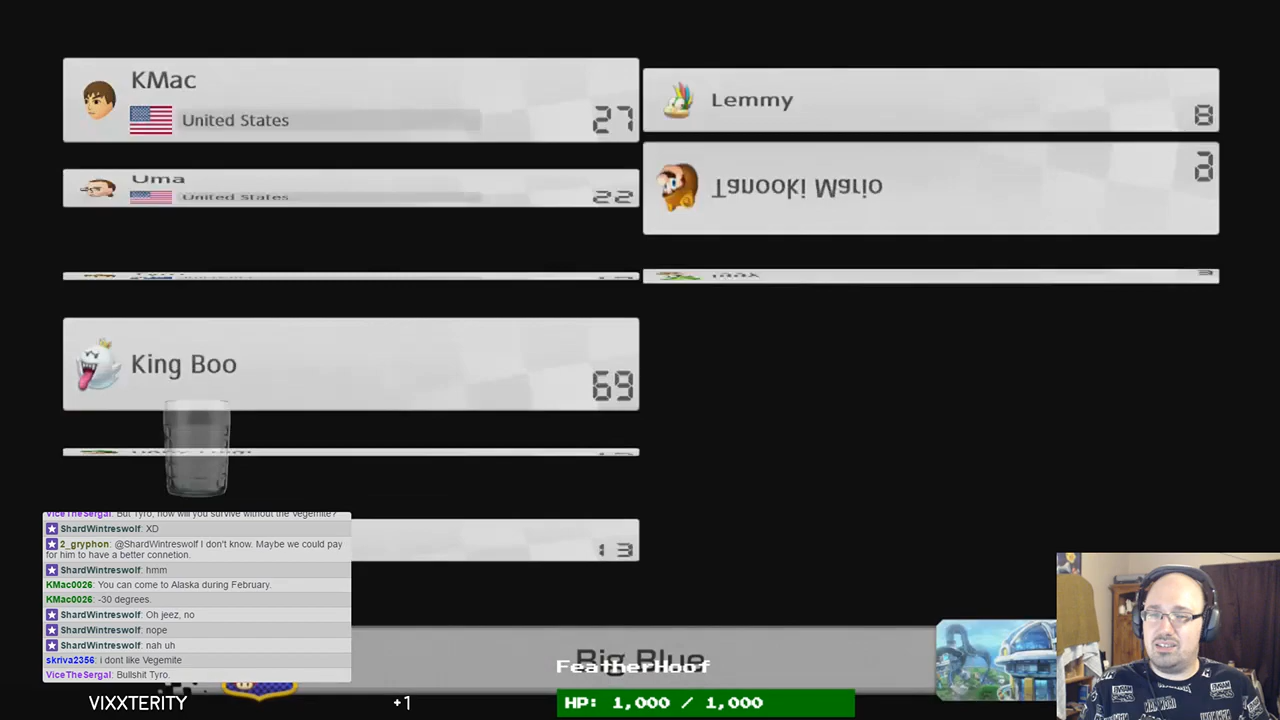 KMac
United States
27
Uma
United States
22
King Boo
69
13
Lemmy
8
Tanooki Mario
2
ViceTheSergal: But Tyro, how will you survive without the Vegemite?
ShardWintreswolf: XD
2_gryphon: @ShardWintreswolf I don't know. Maybe we could pay
for him to have a better connetion.
ShardWintreswolf: hmm
KMac0026: You can come to Alaska during February.
KMac0026: -30 degrees.
ShardWintreswolf: Oh jeez, no
ShardWintreswolf: nope
ShardWintreswolf: nah uh
skriva2356: i dont like Vegemite
ViceTheSergal: Bullshit Tyro.
Big Blue
FeatherHoof
VIXXTERITY
+1
HP: 1,000 / 1,000